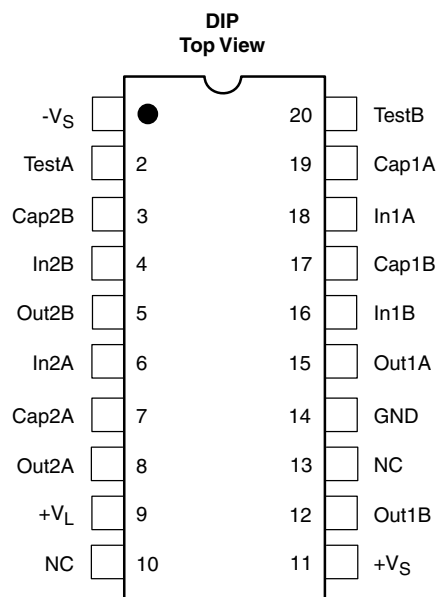 DIP
Top View
-VS 20 TestB
TestA 2 19 Cap1A
Cap2B 3 18 In1A
In2B 4 17 Cap1B
Out2B 5 16 In1B
In2A 6 15 Out1A
Cap2A 7 14 GND
Out2A 8 13 NC
+VL 9 12 Out1B
NC 10 11 +VS